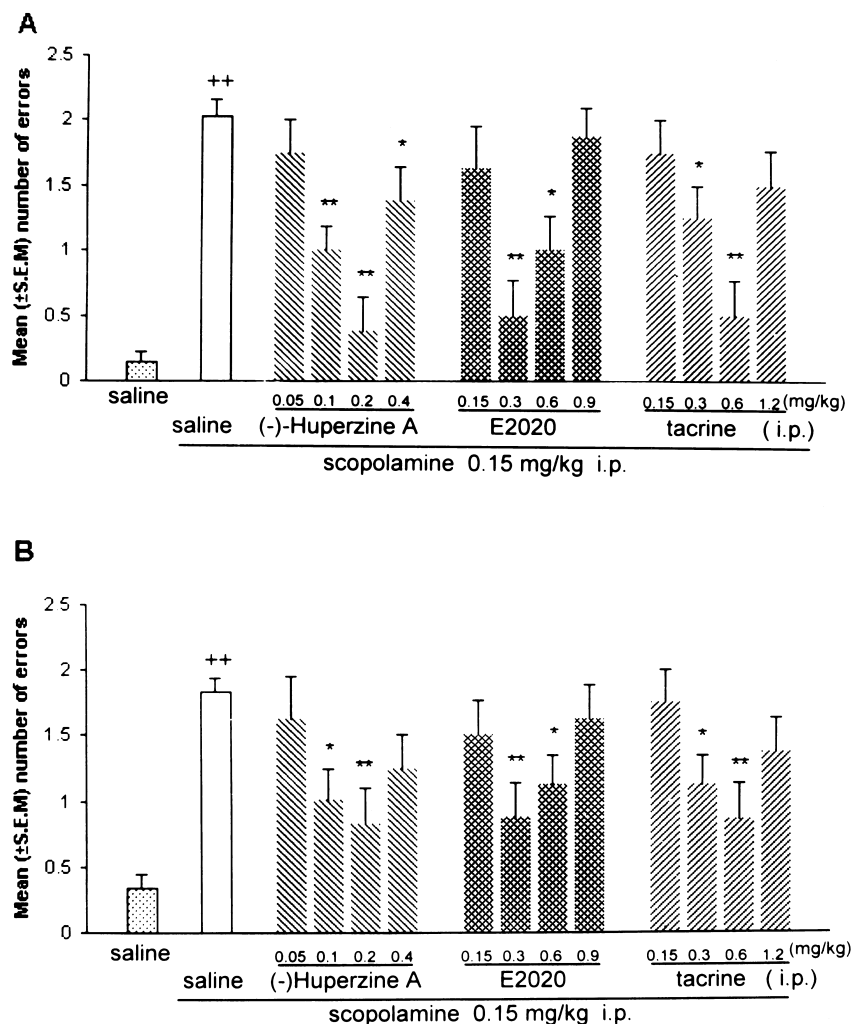 A
Mean (±S.E.M) number of errors
2.5
2
1.5
1
0.5
0
++
** ** *
** *
* **
0.05 0.1 0.2 0.4 0.15 0.3 0.6 0.9 0.15 0.3 0.6 1.2 (mg/kg)
saline
saline (-)-Huperzine A E2020 tacrine ( i.p.)
scopolamine 0.15 mg/kg i.p.
B
Mean (±S.E.M) number of errors
2 5
2
1.5
1
0.5
0
++
* **
** *
* **
0.05 0.1 0.2 0.4 0.15 0.3 0.6 0.9 0.15 0.3 0.6 1.2 (mg/kg)
saline
saline (-)Huperzine A E2020 tacrine ( i.p.)
scopolamine 0.15 mg/kg i.p.